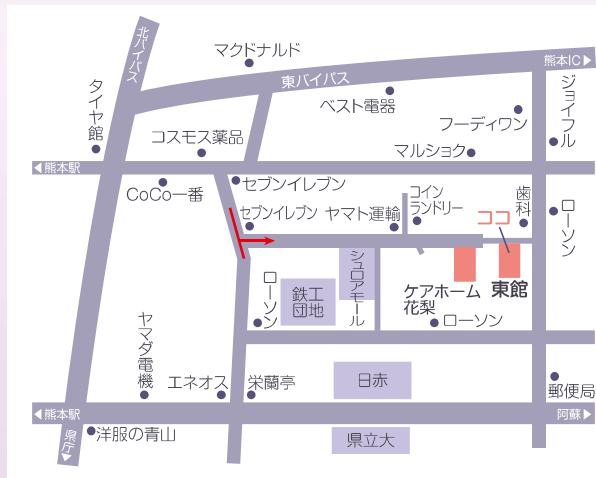 北バイパス
マクドナルド
熊本IC▶
東バイパス
タイヤ館
ベスト電器
ジョイフル
フーディワン
コスモス薬品
マルショク
◀熊本駅
CoCo一番
セブンイレブン
コイン
ランドリー
歯科
ローソン
セブンイレブン
ヤマト運輸
ココ
シュロアモール
ローソン
鉄工
団地
ケアホーム
花梨
東館
ローソン
ヤマダ電機
エネオス
栄蘭亭
日赤
郵便局
◀熊本駅
阿蘇▶
県庁▼
洋服の青山
県立大